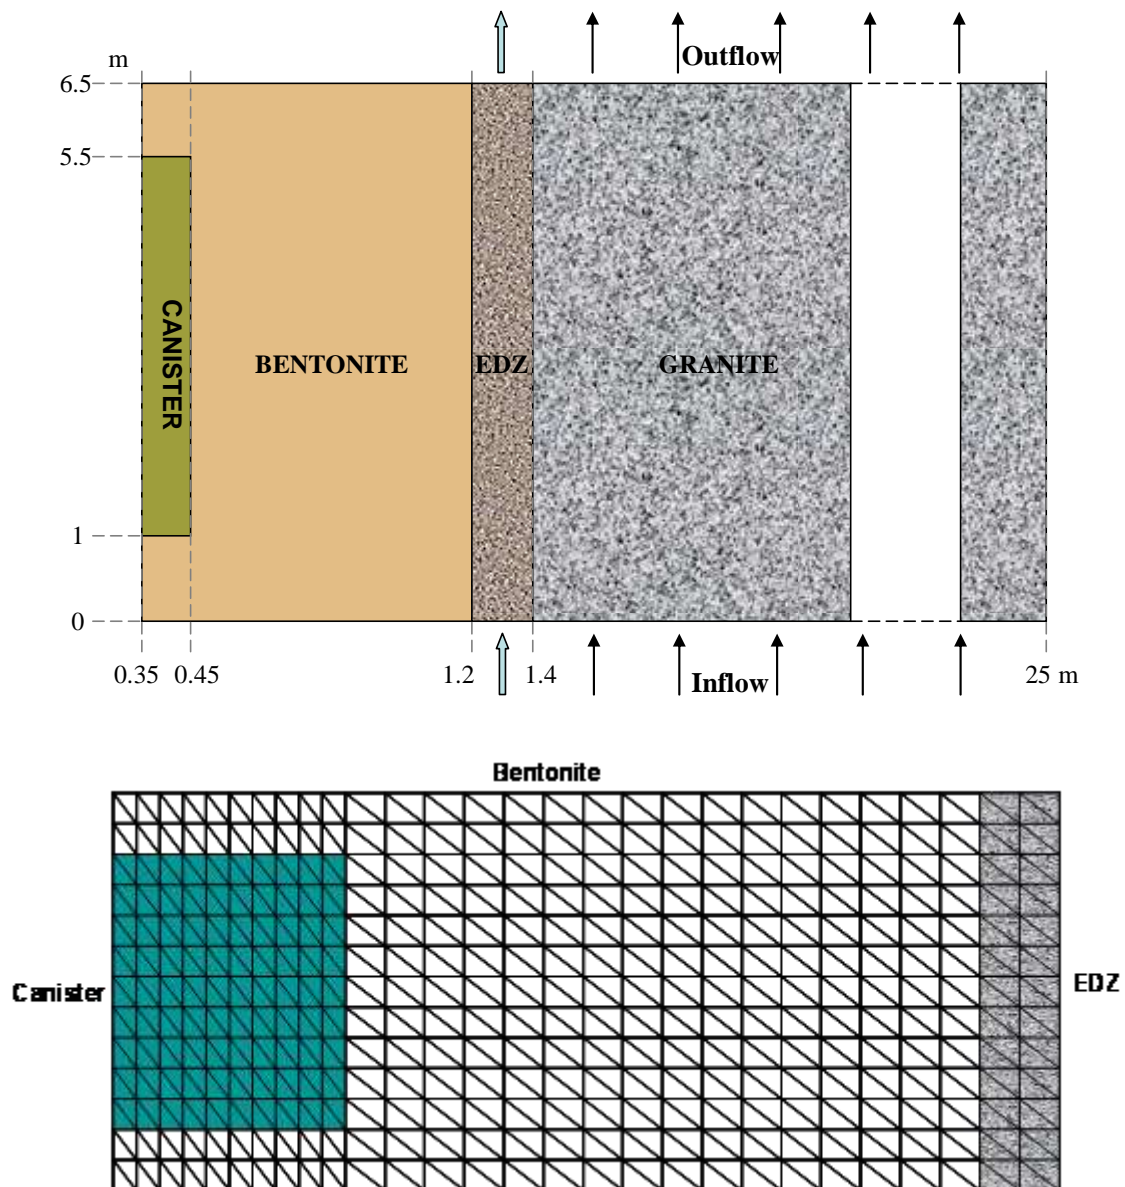 m
Outflow
6.5
5.5
CANISTER
BENTONITE
EDZ
GRANITE
1
0
0.35
0.45
1.2
1.4
Inflow
25 m
Bentonite
Canister
EDZ